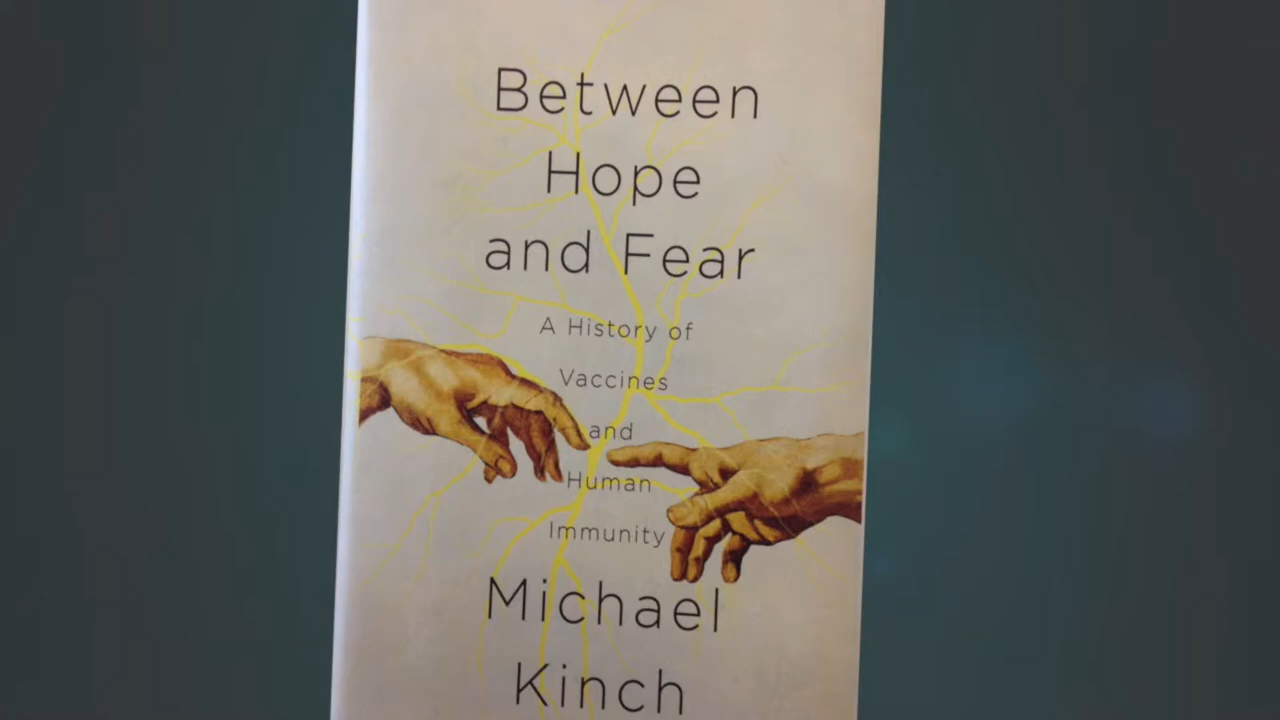 Between
Hope
and Fear
A History of
Vaccines
and
Human
Immunity
Michael
Kinch